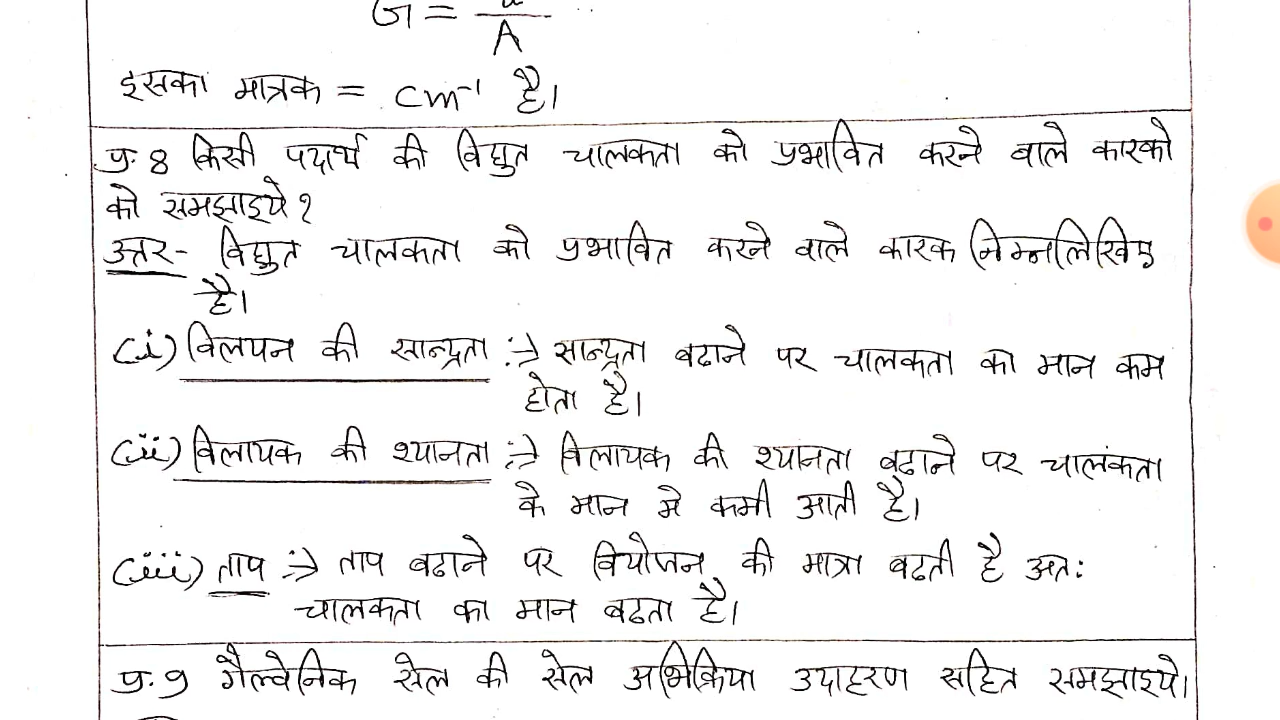 G = l/A
इसका मात्रक = cm⁻¹ है।
प्र. 8 किसी पदार्थ की विद्युत चालकता को प्रभावित करने वाले कारको
को समझाइये?
उत्तर- विद्युत चालकता को प्रभावित करने वाले कारक निम्नलिखित
है।
(i) विलयन की सान्द्रता :→ सान्द्रता बढाने पर चालकता का मान कम
होता है।
(ii) विलायक की श्यानता :→ विलायक की श्यानता बढ़ाने पर चालकता
के मान मे कमी आती है।
(iii) ताप :→ ताप बढाने पर वियोजन की मात्रा बढती है अत:
चालकता का मान बढता है।
प्र. 9 गैल्वेनिक सेल की सेल अभिक्रिया उदाहरण सहित समझाइये।